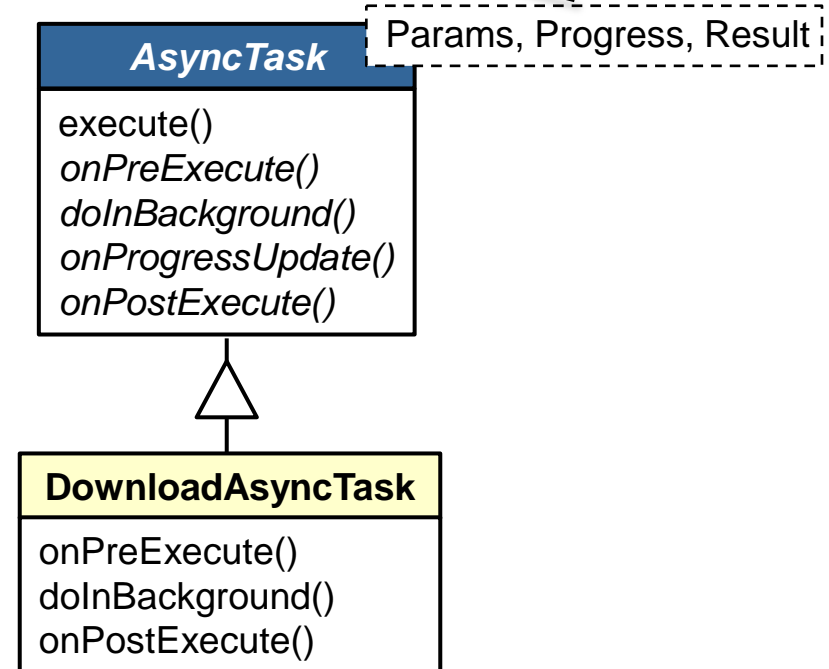 Params, Progress, Result
AsyncTask
execute()
onPreExecute()
doInBackground()
onProgressUpdate()
onPostExecute()
DownloadAsyncTask
onPreExecute()
doInBackground()
onPostExecute()